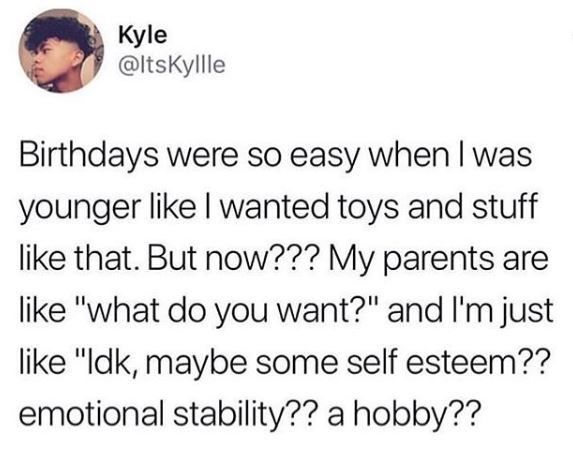 Kyle
@ItsKyllle
Birthdays were so easy when I was
younger like I wanted toys and stuff
like that. But now??? My parents are
like "what do you want?" and I'm just
like "Idk, maybe some self esteem??
emotional stability?? a hobby??